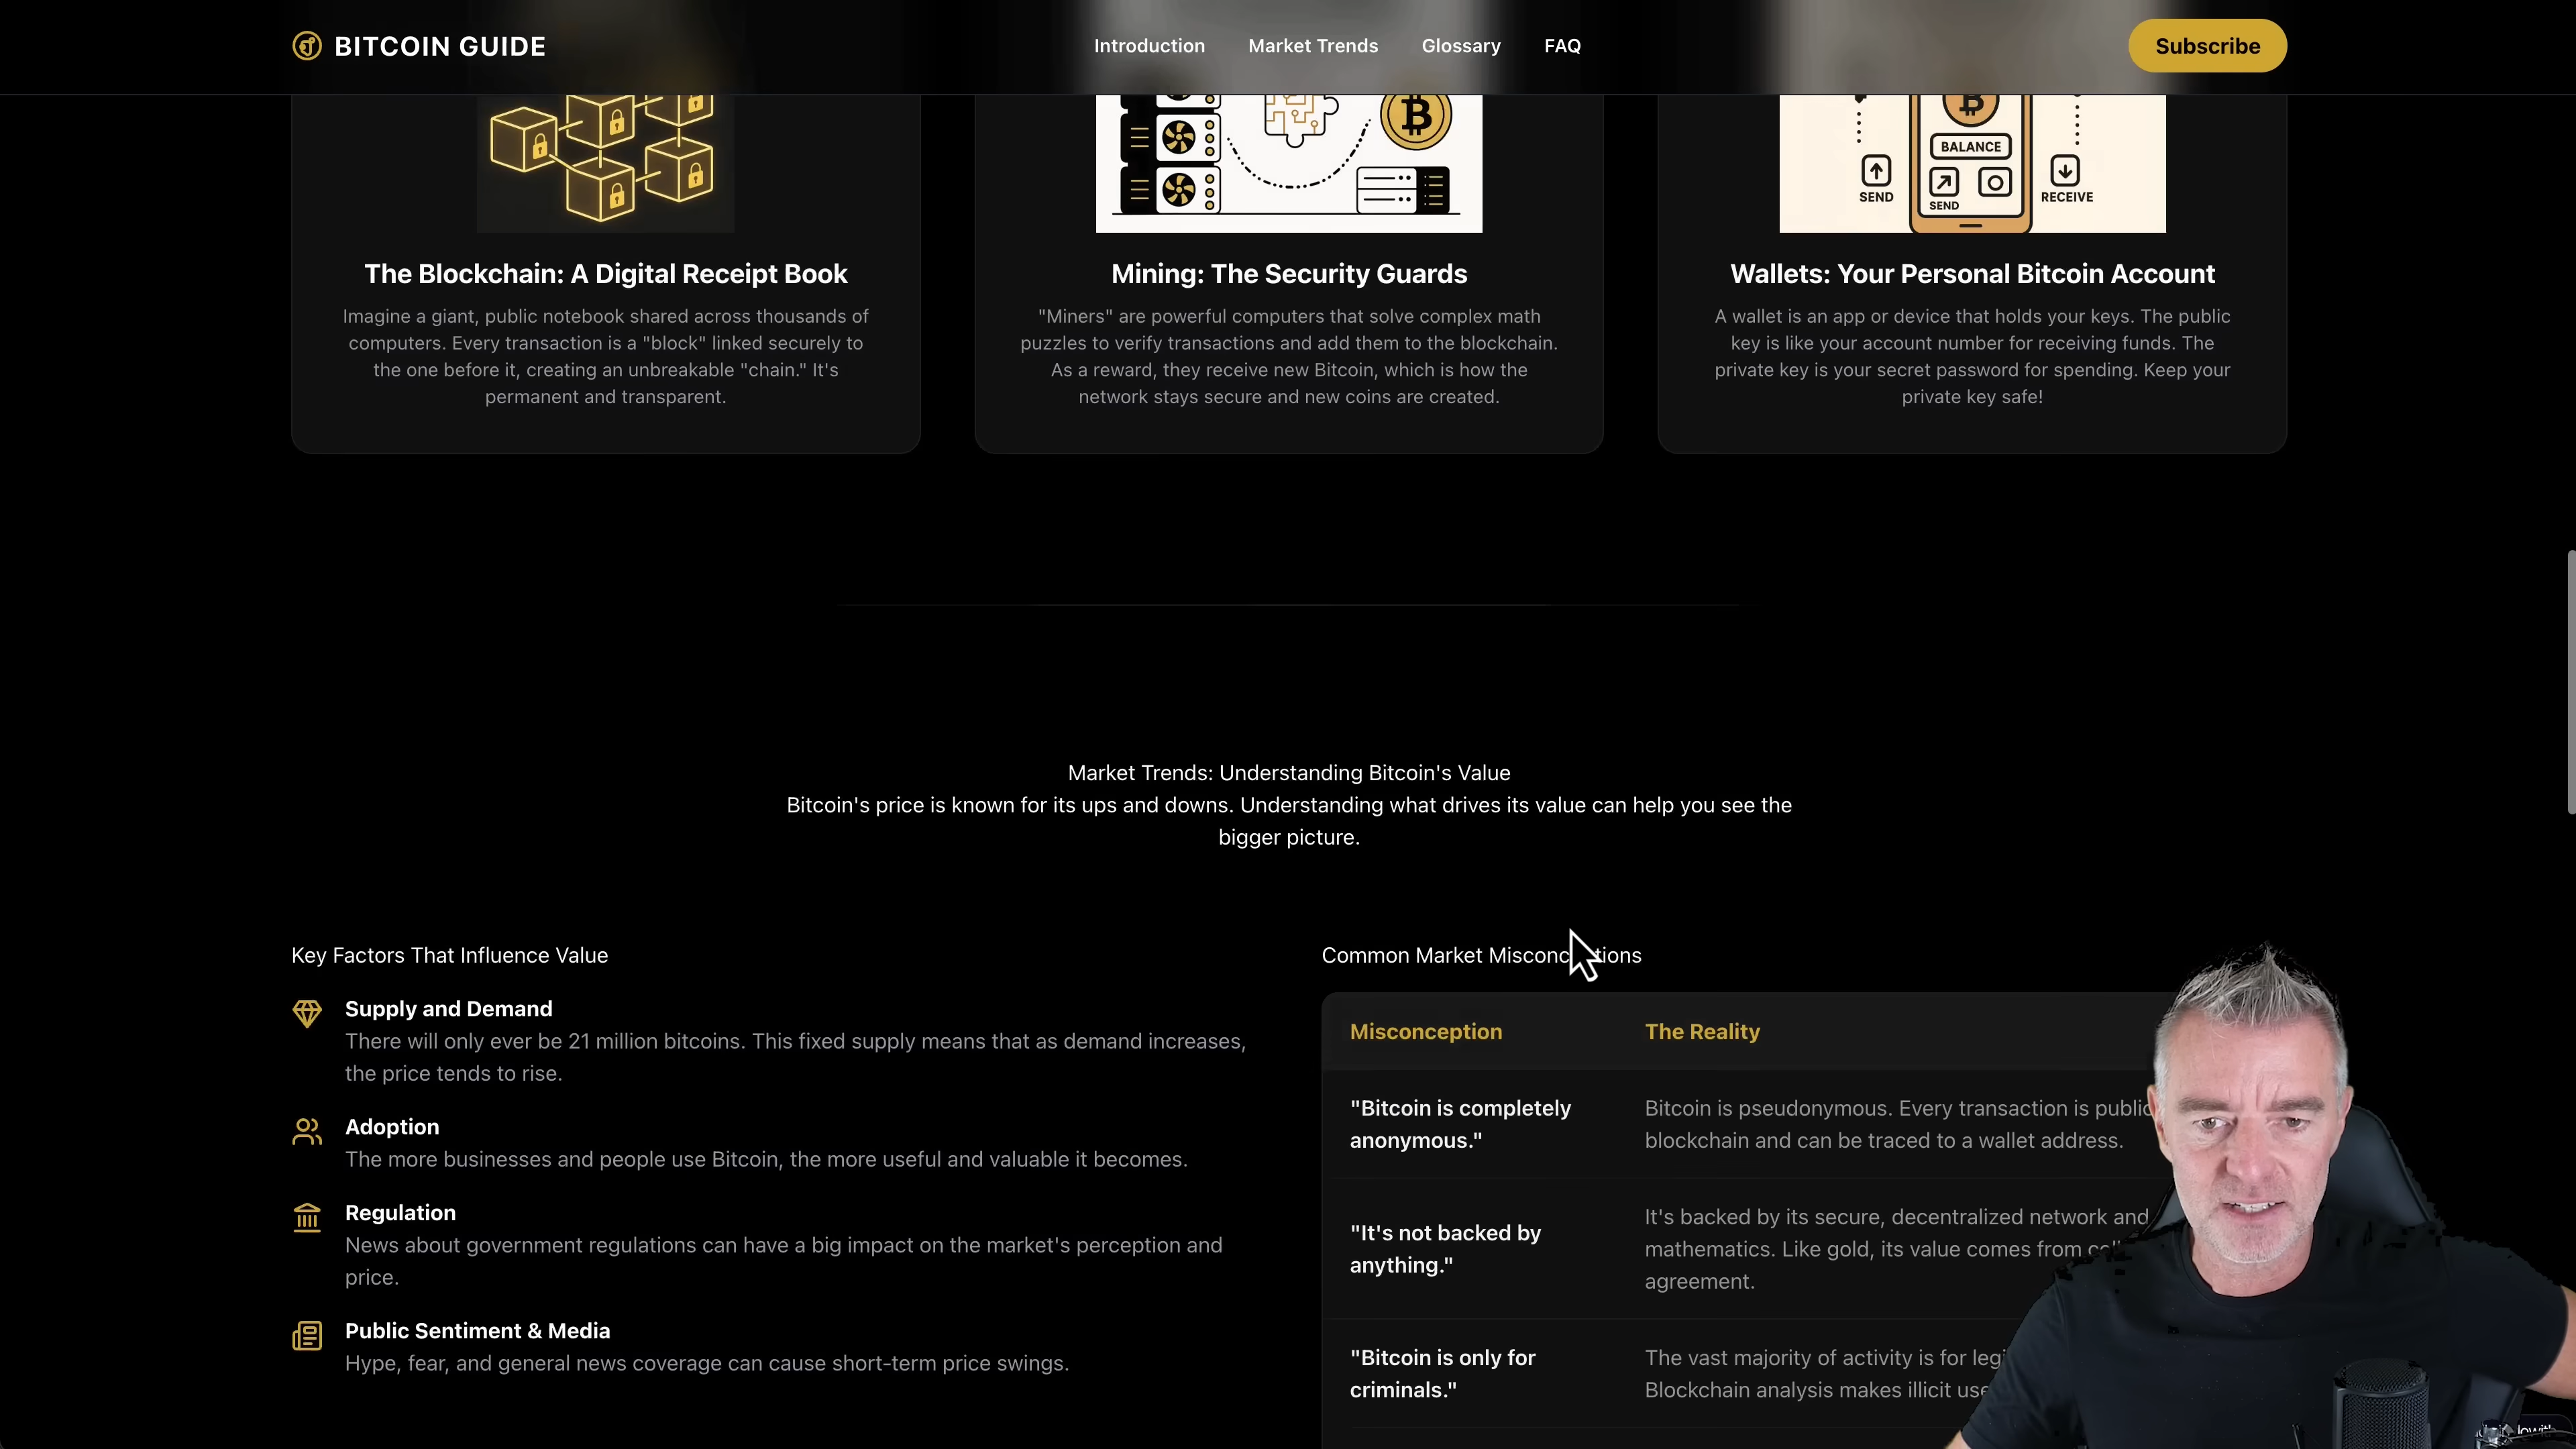 BITCOIN GUIDE
Introduction
Market Trends
Glossary
FAQ
Subscribe
BALANCE
SEND
SEND
RECEIVE
The Blockchain: A Digital Receipt Book
Imagine a giant, public notebook shared across thousands of
computers. Every transaction is a "block" linked securely to
the one before it, creating an unbreakable "chain." It's
permanent and transparent.
Mining: The Security Guards
"Miners" are powerful computers that solve complex math
puzzles to verify transactions and add them to the blockchain.
As a reward, they receive new Bitcoin, which is how the
network stays secure and new coins are created.
Wallets: Your Personal Bitcoin Account
A wallet is an app or device that holds your keys. The public
key is like your account number for receiving funds. The
private key is your secret password for spending. Keep your
private key safe!
Market Trends: Understanding Bitcoin's Value
Bitcoin's price is known for its ups and downs. Understanding what drives its value can help you see the
bigger picture.
Key Factors That Influence Value
Supply and Demand
There will only ever be 21 million bitcoins. This fixed supply means that as demand increases,
the price tends to rise.
Adoption
The more businesses and people use Bitcoin, the more useful and valuable it becomes.
Regulation
News about government regulations can have a big impact on the market's perception and
price.
Public Sentiment & Media
Hype, fear, and general news coverage can cause short-term price swings.
Common Market Misconceptions
Misconception
The Reality
"Bitcoin is completely
anonymous."
Bitcoin is pseudonymous. Every transaction is public
blockchain and can be traced to a wallet address.
"It's not backed by
anything."
It's backed by its secure, decentralized network and
mathematics. Like gold, its value comes from
agreement.
"Bitcoin is only for
criminals."
The vast majority of activity is for
Blockchain analysis makes illicit use